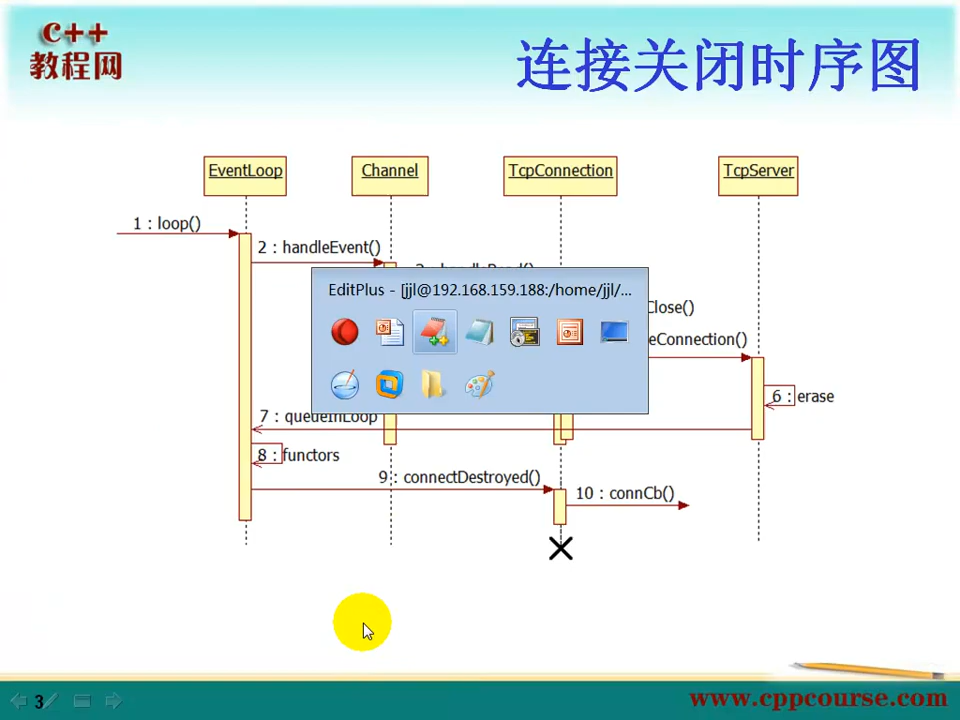 c++
教程网
连接关闭时序图
EventLoop
Channel
TcpConnection
TcpServer
1 : loop()
2 : handleEvent()
EditPlus - [jjl@192.168.159.188:/home/jjl/...
Close()
eConnection()
6 : erase
7 : queueInLoop
8 : functors
9 : connectDestroyed()
10 : connCb()
3
www.cppcourse.com